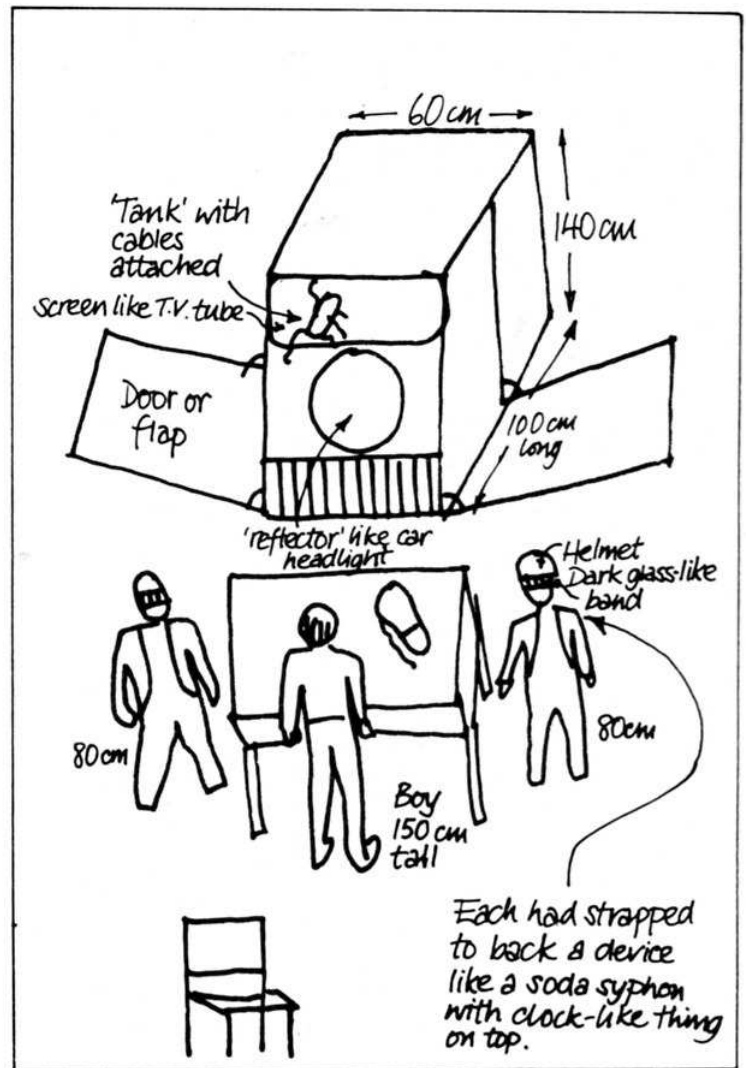 60cm
140cm
'Tank' with
cables
attached
screen like T.V. tube
Door or
flap
100cm
long
'reflector' like car
headlight
Helmet
Dark glass-like
band
80cm
80cm
Boy
150cm
tall
Each had strapped
to back a device
like a soda syphon
with clock-like thing
on top.